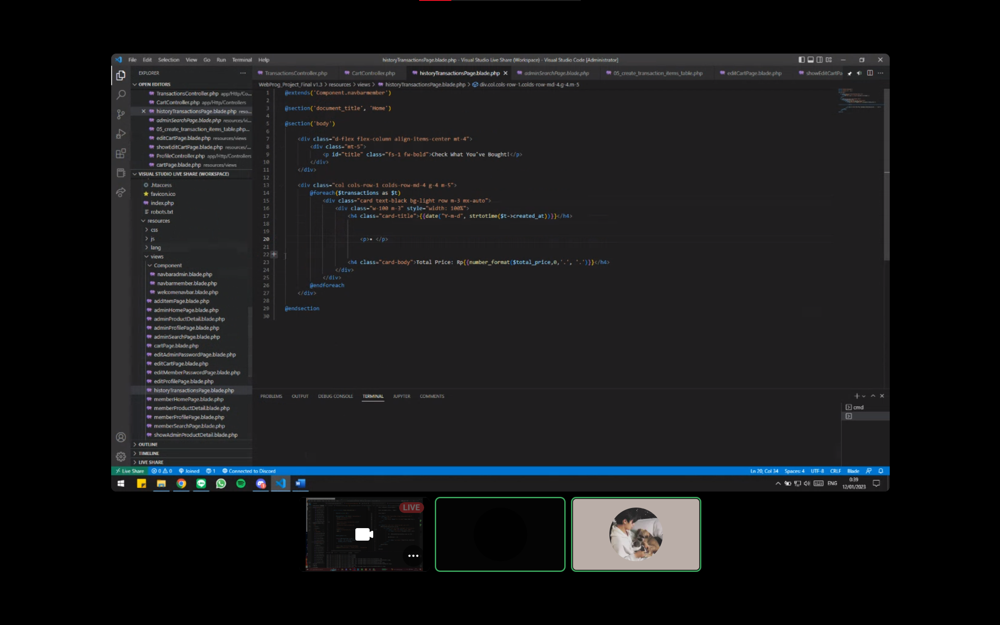 File Edit Selection View Go Run Terminal Help
historyTransactionsPage.blade.php - Visual Studio Live Share (Workspace) - Visual Studio Code [Administrator]
EXPLORER
TransactionsController.php CartController.php historyTransactionsPage.blade.php adminSearchPage.blade.php 05_create_transaction_items_table.php editCartPage.blade.php showEditCartPa
OPEN EDITORS
WebProg_Project_Final v1.3 > resources > views > historyTransactionsPage.blade.php > div.col.cols-row-1.colds-row-md-4.g-4.m-5
TransactionsController.php app/Http/Co...
CartController.php app/Http/Controllers
historyTransactionsPage.blade.php reso...
adminSearchPage.blade.php resources/vi...
05_create_transaction_items_table.php...
editCartPage.blade.php resources/views
showEditCartPage.blade.php resources/...
ProfileController.php app/Http/Controllers
cartPage.blade.php resources/views
VISUAL STUDIO LIVE SHARE (WORKSPACE)
.htaccess
favicon.ico
index.php
robots.txt
resources
css
js
lang
views
Component
navbaradmin.blade.php
navbarmember.blade.php
welcomenavbar.blade.php
addItemPage.blade.php
adminHomePage.blade.php
adminProductDetail.blade.php
adminProfilePage.blade.php
adminSearchPage.blade.php
cartPage.blade.php
editAdminPasswordPage.blade.php
editCartPage.blade.php
editMemberPasswordPage.blade.php
editProfilePage.blade.php
historyTransactionsPage.blade.php
memberHomePage.blade.php
memberProductDetail.blade.php
memberProfilePage.blade.php
memberSearchPage.blade.php
showAdminProductDetail.blade.php
OUTLINE
TIMELINE
LIVE SHARE
1 @extends('Component.navbarmember')
2
3 @section('document_title', 'Home')
4
5 @section('body')
6
7 <div class="d-flex flex-column align-items-center mt-4">
8 <div class="mt-5">
9 <p id="title" class="fs-1 fw-bold">Check What You've Bought!</p>
10 </div>
11 </div>
12
13 <div class="col cols-row-1 colds-row-md-4 g-4 m-5">
14 @foreach($transactions as $t)
15 <div class="card text-black bg-light row m-3 mx-auto">
16 <div class="w-100 m-3" style="width: 100%">
17 <h4 class="card-title">{{date("Y-m-d", strtotime($t->created_at))}}</h4>
18
19
20 <p>• </p>
21
22
23 <h4 class="card-body">Total Price: Rp{{number_format($total_price,0,'.', '.')}}</h4>
24 </div>
25 </div>
26 @endforeach
27 </div>
28
29 @endsection
30
PROBLEMS OUTPUT DEBUG CONSOLE TERMINAL JUPYTER COMMENTS
cmd
Live Share 0 0 Joined 1 Connected to Discord
Ln 20, Col 34 Spaces: 4 UTF-8 CRLF Blade
ENG
0:39
12/01/2023
LIVE